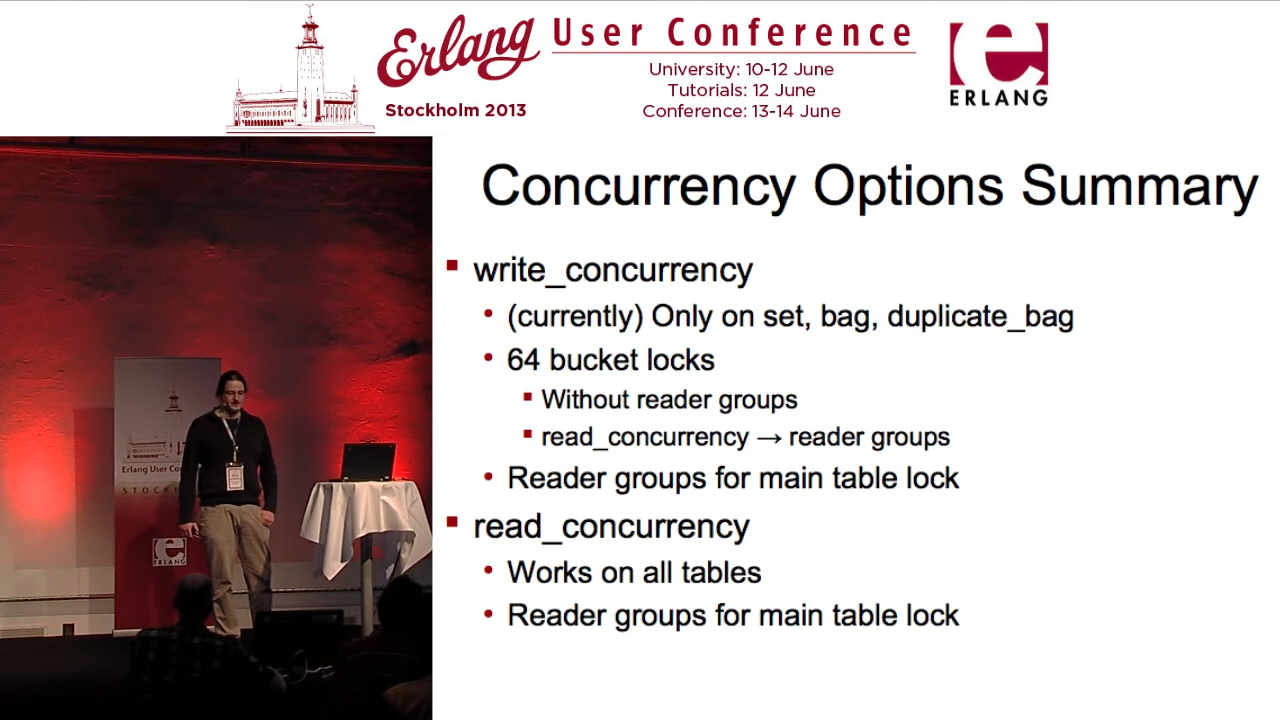 Erlang User Conference
University: 10-12 June
Tutorials: 12 June
Stockholm 2013
Conference: 13-14 June
ERLANG
Concurrency Options Summary
write_concurrency
(currently) Only on set, bag, duplicate_bag
64 bucket locks
Without reader groups
read_concurrency → reader groups
Reader groups for main table lock
read_concurrency
Works on all tables
Reader groups for main table lock
Erlang User Co
STOCK
ERLANG